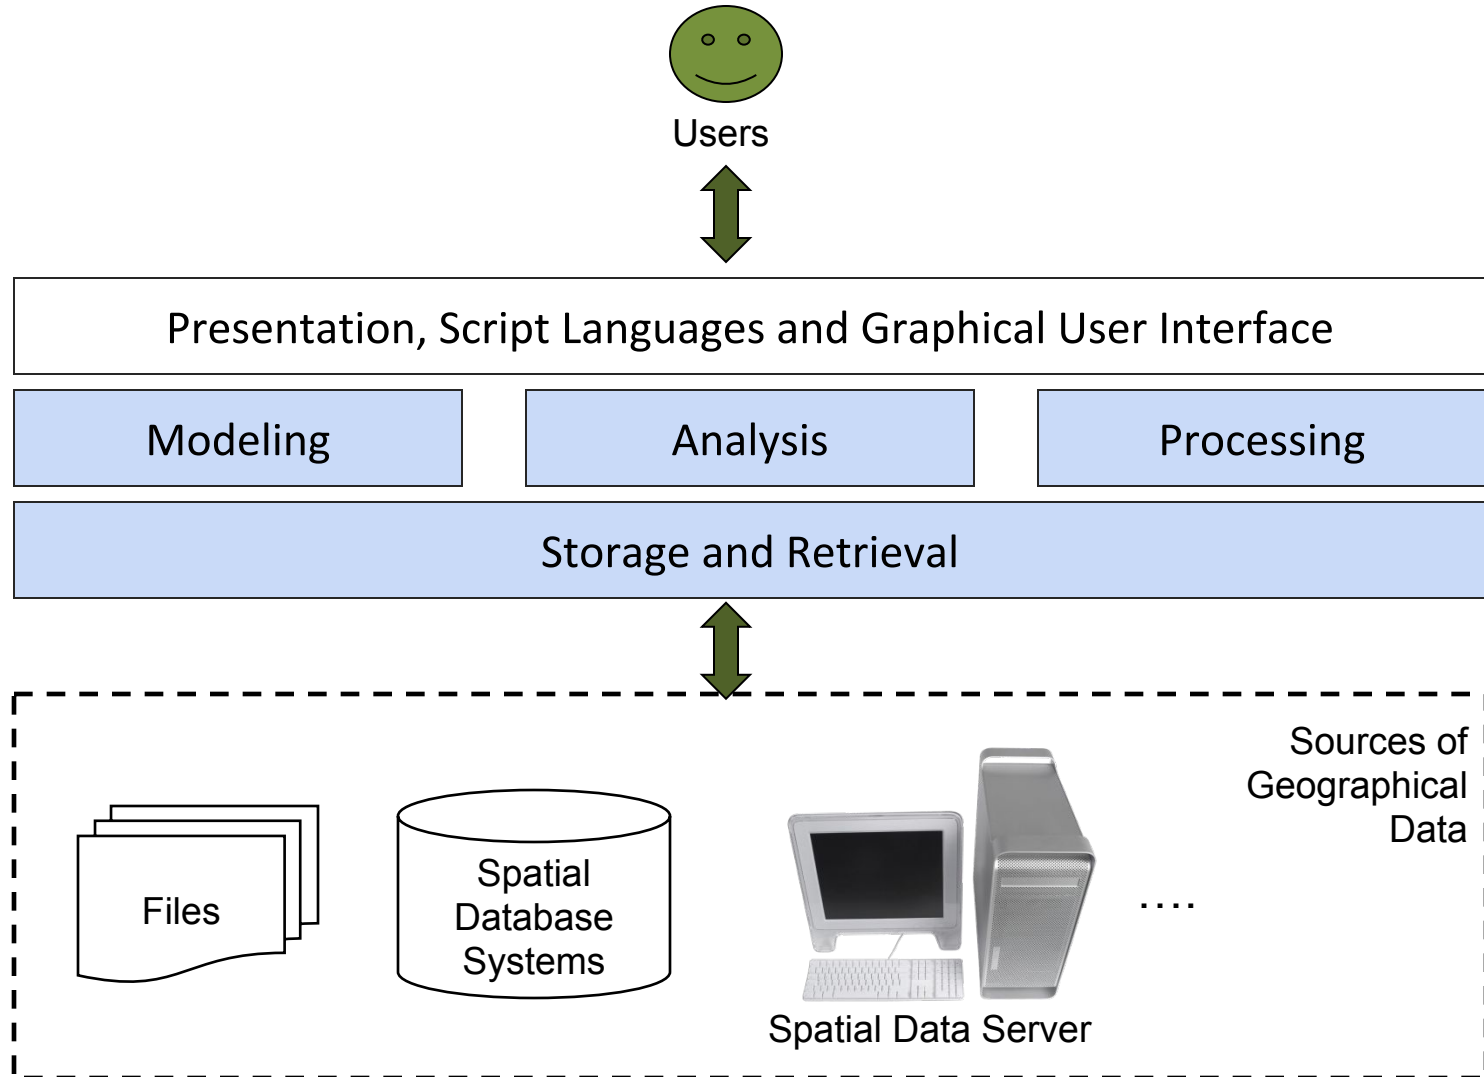 Users
Presentation, Script Languages and Graphical User Interface
Modeling
Analysis
Processing
Storage and Retrieval
Sources of
Geographical
Data
Files
Spatial
Database
Systems
....
Spatial Data Server